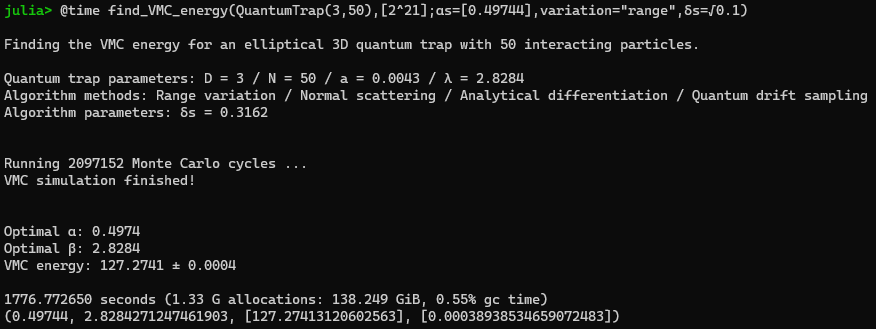 julia> @time find_VMC_energy(QuantumTrap(3,50),[2^21];αs=[0.49744],variation="range",δs=√0.1)
Finding the VMC energy for an elliptical 3D quantum trap with 50 interacting particles.
Quantum trap parameters: D = 3 / N = 50 / a = 0.0043 / λ = 2.8284
Algorithm methods: Range variation / Normal scattering / Analytical differentiation / Quantum drift sampling
Algorithm parameters: δs = 0.3162
Running 2097152 Monte Carlo cycles ...
VMC simulation finished!
Optimal α: 0.4974
Optimal β: 2.8284
VMC energy: 127.2741 ± 0.0004
1776.772650 seconds (1.33 G allocations: 138.249 GiB, 0.55% gc time)
(0.49744, 2.8284271247461903, [127.27413120602563], [0.00038938534659072483])